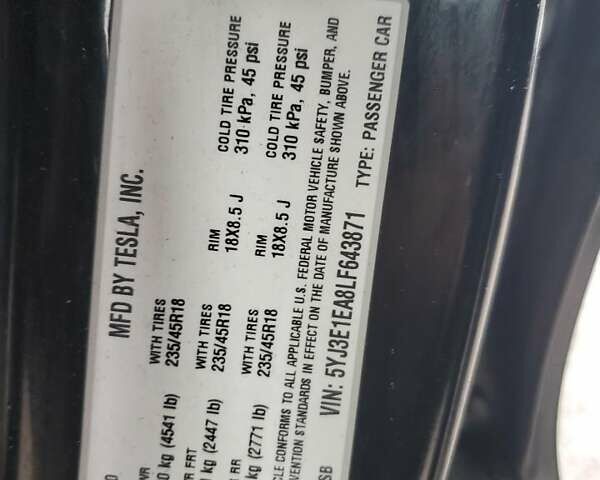 MFD BY TESLA, INC.
0 kg (4541 lb) WITH TIRES 235/45R18
FRT kg (2447 lb) WITH TIRES 235/45R18 RIM 18X8.5 J COLD TIRE PRESSURE 310 kPa, 45 psi
RR kg (2771 lb) WITH TIRES 235/45R18 RIM 18X8.5 J COLD TIRE PRESSURE 310 kPa, 45 psi
CONFORMS TO ALL APPLICABLE U.S. FEDERAL MOTOR VEHICLE SAFETY, BUMPER, AND
STANDARDS IN EFFECT ON THE DATE OF MANUFACTURE SHOWN ABOVE.
VIN: 5YJ3E1EA8LF643871 TYPE: PASSENGER CAR
SB